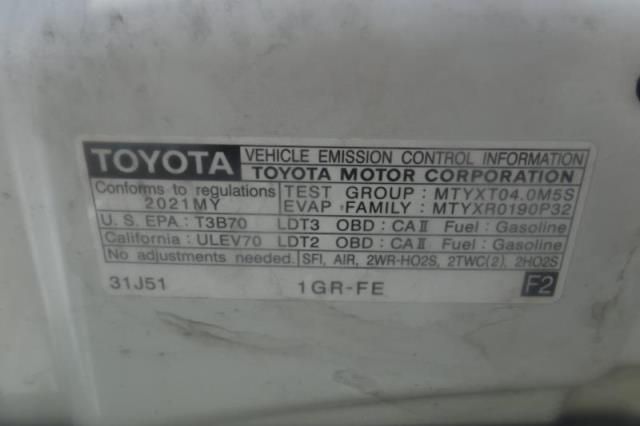 TOYOTA VEHICLE EMISSION CONTROL INFORMATION
TOYOTA MOTOR CORPORATION
Conforms to regulations TEST GROUP : MTYXT04.0M5S
2021MY EVAP FAMILY : MTYXR0190P32
U.S. EPA : T3B70 LDT3 OBD : CAⅡ Fuel : Gasoline
California : ULEV70 LDT2 OBD : CAⅡ Fuel : Gasoline
No adjustments needed. SFI, AIR, 2WR-HO2S, 2TWC(2), 2HO2S
31J51 1GR-FE F2